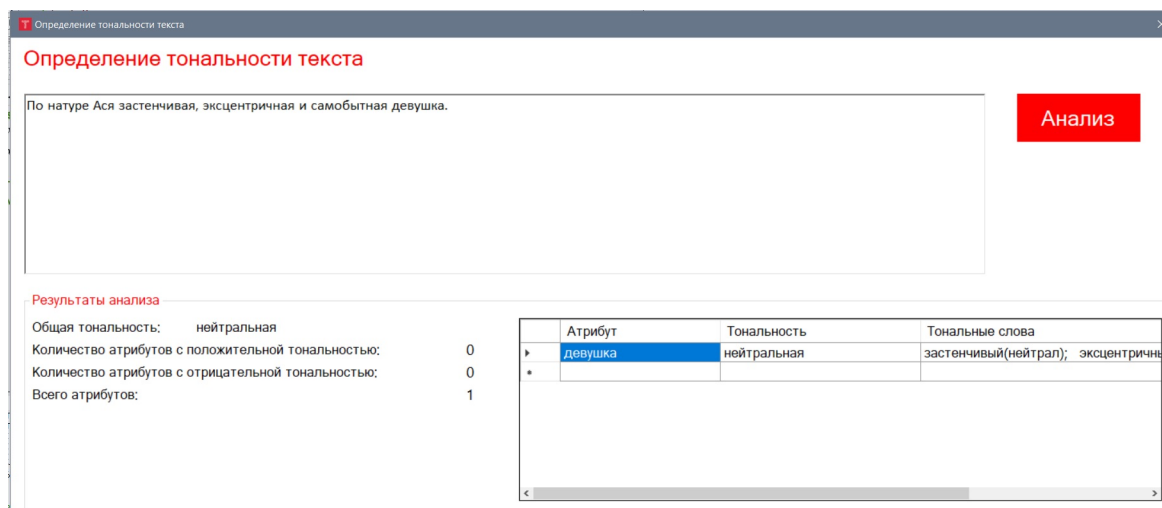 Определение тональности текста
Определение тональности текста
По натуре Ася застенчивая, эксцентричная и самобытная девушка.
Анализ
Результаты анализа
Общая тональность: нейтральная
Количество атрибутов с положительной тональностью: 0
Количество атрибутов с отрицательной тональностью: 0
Всего атрибутов: 1
Атрибут Тональность Тональные слова
девушка нейтральная застенчивый(нейтрал); эксцентричны